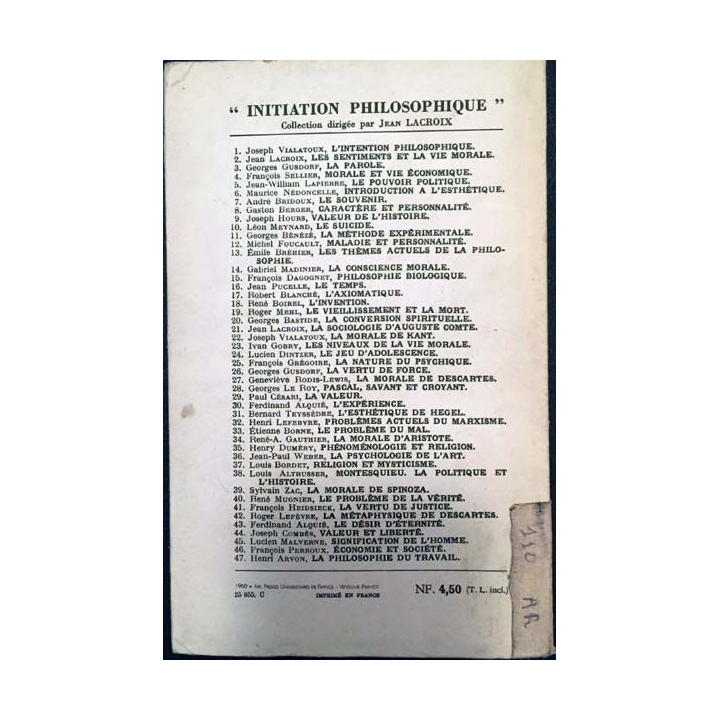 “ INITIATION PHILOSOPHIQUE ”
Collection dirigée par JEAN LACROIX
1. Joseph VIALATOUX, L'INTENTION PHILOSOPHIQUE.
2. Jean LACROIX, LES SENTIMENTS ET LA VIE MORALE.
3. Georges GUSDORF, LA PAROLE.
4. François SELLIER, MORALE ET VIE ÉCONOMIQUE.
5. Jean-William LAPIERRE, LE POUVOIR POLITIQUE.
6. Maurice NÉDONCELLE, INTRODUCTION A L'ESTHÉTIQUE.
7. André BRIDOUX, LE SOUVENIR.
8. Gaston BERGER, CARACTÈRE ET PERSONNALITÉ.
9. Joseph HOURS, VALEUR DE L'HISTOIRE.
10. Léon MEYNARD, LE SUICIDE.
11. Georges BÉNÉZÉ, LA MÉTHODE EXPÉRIMENTALE.
12. Michel FOUCAULT, MALADIE ET PERSONNALITÉ.
13. Émile BRÉHIER, LES THÈMES ACTUELS DE LA PHILO-
SOPHIE.
14. Gabriel MADINIER, LA CONSCIENCE MORALE.
15. François DAGOGNET, PHILOSOPHIE BIOLOGIQUE.
16. Jean PUCELLE, LE TEMPS.
17. Robert BLANCHÉ, L'AXIOMATIQUE.
18. René BOIREL, L'INVENTION.
19. Roger MEHL, LE VIEILLISSEMENT ET LA MORT.
20. Georges BASTIDE, LA CONVERSION SPIRITUELLE.
21. Jean LACROIX, LA SOCIOLOGIE D'AUGUSTE COMTE.
22. Joseph VIALATOUX, LA MORALE DE KANT.
23. Ivan GOBRY, LES NIVEAUX DE LA VIE MORALE.
24. Lucien DINTZER, LE JEU D'ADOLESCENCE.
25. François GRÉGOIRE, LA NATURE DU PSYCHIQUE.
26. Georges GUSDORF, LA VERTU DE FORCE.
27. Geneviève RODIS-LEWIS, LA MORALE DE DESCARTES.
28. Georges LE ROY, PASCAL, SAVANT ET CROYANT.
29. Paul CÉSARI, LA VALEUR.
30. Ferdinand ALQUIÉ, L'EXPÉRIENCE.
31. Bernard TEYSSÈDRE, L'ESTHÉTIQUE DE HEGEL.
32. Henri LEFEBVRE, PROBLÈMES ACTUELS DU MARXISME.
33. Étienne BORNE, LE PROBLÈME DU MAL.
34. René-A. GAUTHIER, LA MORALE D'ARISTOTE.
35. Henry DUMÉRY, PHÉNOMÉNOLOGIE ET RELIGION.
36. Jean-Paul WEBER, LA PSYCHOLOGIE DE L'ART.
37. Louis BORDET, RELIGION ET MYSTICISME.
38. Louis ALTHUSSER, MONTESQUIEU. LA POLITIQUE ET
L'HISTOIRE.
39. Sylvain ZAC, LA MORALE DE SPINOZA.
40. René MUGNIER, LE PROBLÈME DE LA VÉRITÉ.
41. François HEIDSIECK, LA VERTU DE JUSTICE.
42. Roger LEFÈVRE, LA MÉTAPHYSIQUE DE DESCARTES.
43. Ferdinand ALQUIÉ, LE DÉSIR D'ÉTERNITÉ.
44. Joseph COMBÈS, VALEUR ET LIBERTÉ.
45. Lucien MALVERNE, SIGNIFICATION DE L'HOMME.
46. François PERROUX, ÉCONOMIE ET SOCIÉTÉ.
47. Henri ARVON, LA PHILOSOPHIE DU TRAVAIL.
1960 - IMP. PRESSES UNIVERSITAIRES DE FRANCE. - VENDÔME (FRANCE)
25 855. C IMPRIMÉ EN FRANCE
NF. 4,50 (T. L. incl.)
110 AR